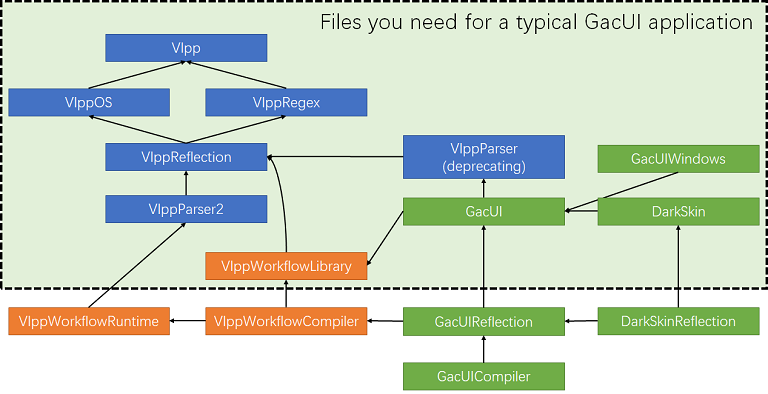 Files you need for a typical GacUI application
Vlpp
VlppOS
VlppRegex
VlppReflection
VlppParser
(deprecating)
GacUIWindows
VlppParser2
GacUI
DarkSkin
VlppWorkflowLibrary
VlppWorkflowRuntime
VlppWorkflowCompiler
GacUIReflection
DarkSkinReflection
GacUICompiler